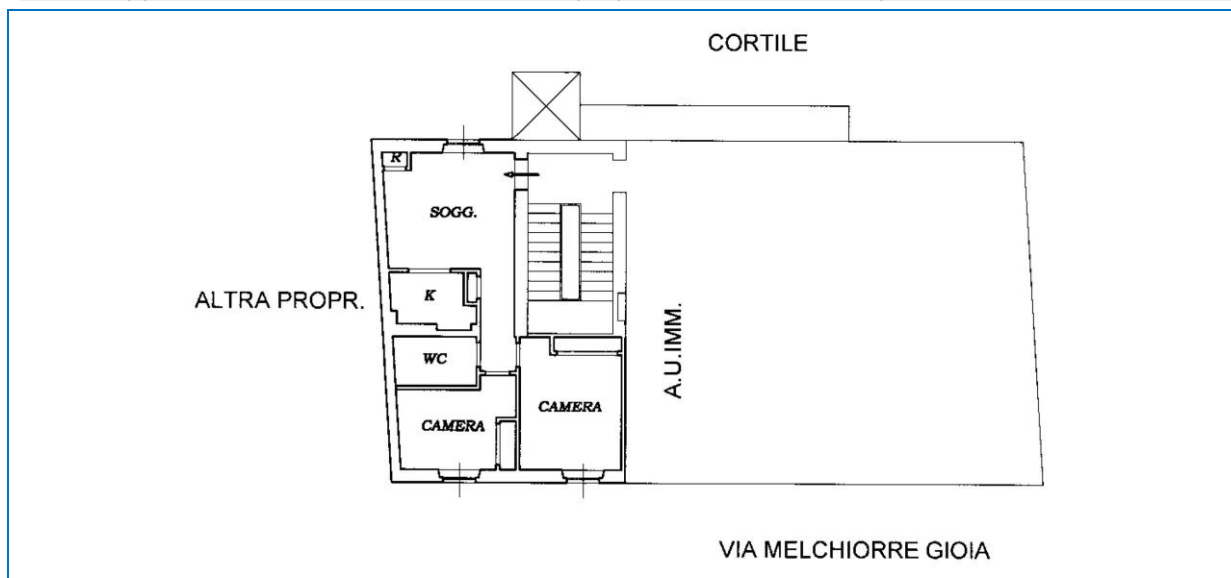 CORTILE
R
SOGG.
ALTRA PROPR.
K
A.U.IMM.
WC
CAMERA
CAMERA
VIA MELCHIORRE GIOIA